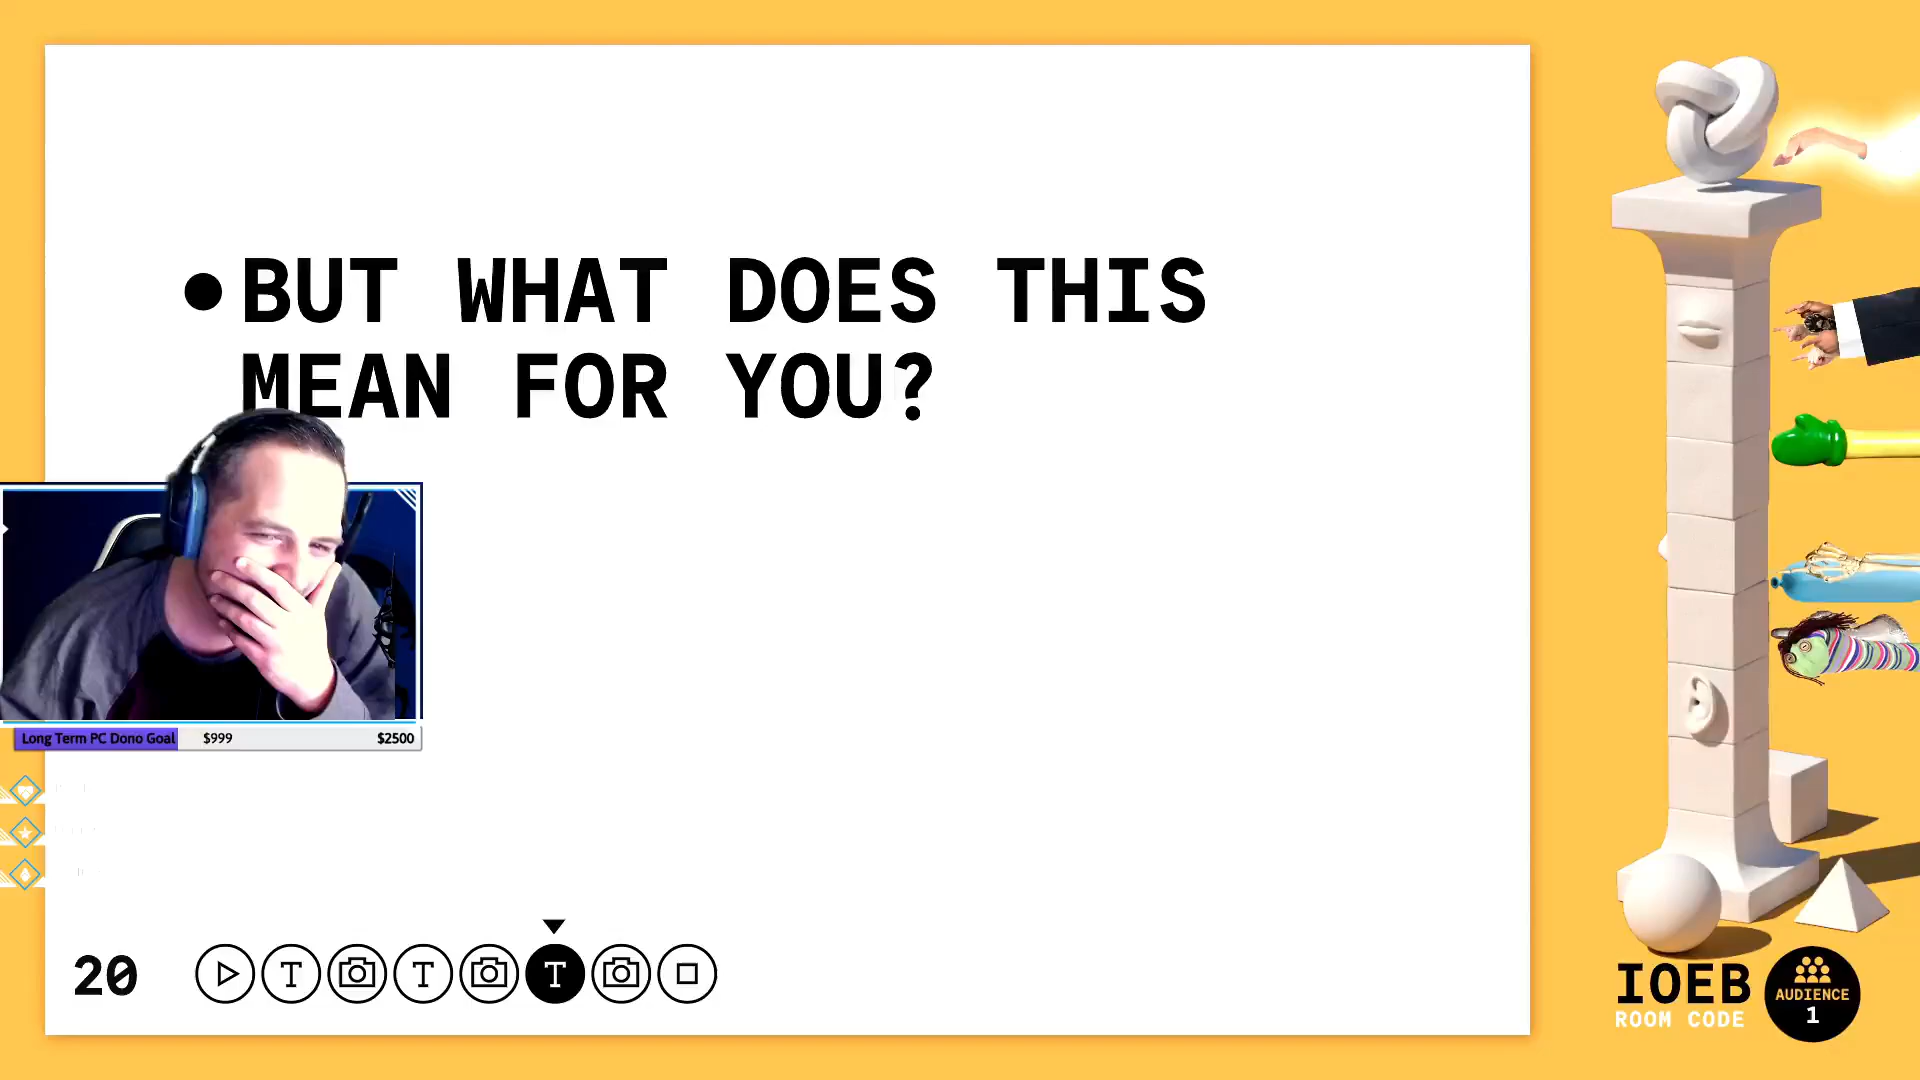 •BUT WHAT DOES THIS
MEAN FOR YOU?
Long Term PC Dono Goal $999 $2500
20 T T T
IOEB
ROOM CODE
AUDIENCE
1